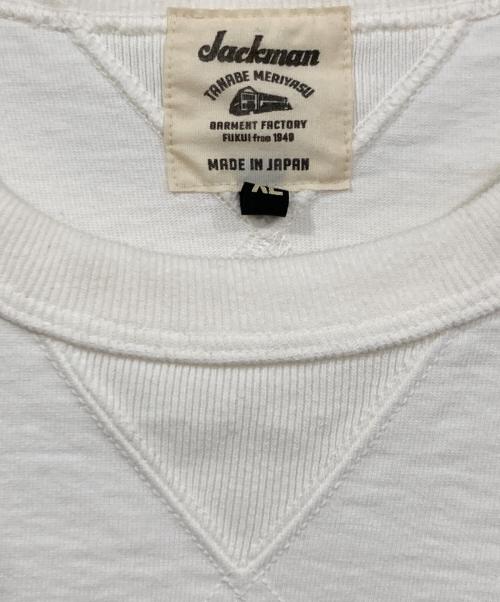 Jackman
TANABE MERIYASU
GARMENT FACTORY
FUKUI from 1949
MADE IN JAPAN
XL